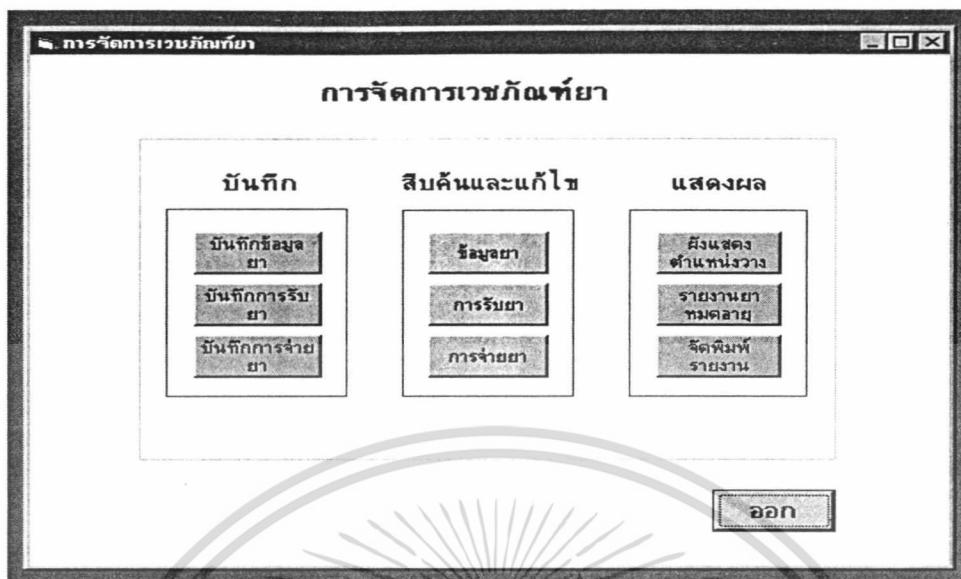 การจัดการเวชภัณฑ์ยา
การจัดการเวชภัณฑ์ยา
บันทึก
สืบค้นและแก้ไข
แสดงผล
บันทึกข้อมูล
ยา
ข้อมูลยา
ผังแสดง
ตำแหน่งวาง
บันทึกการรับ
ยา
การรับยา
รายงานยา
หมดอายุ
บันทึกการจ่าย
ยา
การจ่ายยา
จัดพิมพ์
รายงาน
ออก